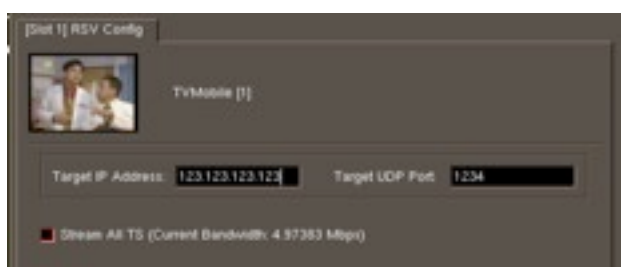 [Slot 1] RSV Config
TVMobile [1]
Target IP Address: 123.123.123.123 Target UDP Port: 1234
Stream All TS (Current Bandwidth: 4.97383 Mbps)